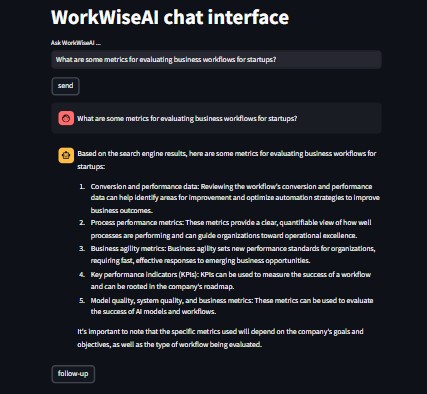 WorkWiseAI chat interface
Ask WorkWiseAI ...
What are some metrics for evaluating business workflows for startups?
send
What are some metrics for evaluating business workflows for startups?
Based on the search engine results, here are some metrics for evaluating business workflows for
startups:
1. Conversion and performance data: Reviewing the workflow's conversion and performance
data can help identify areas for improvement and optimize automation strategies to improve
business outcomes.
2. Process performance metrics: These metrics provide a clear, quantifiable view of how well
processes are performing and can guide organizations toward operational excellence.
3. Business agility metrics: Business agility sets new performance standards for organizations,
requiring fast, effective responses to emerging business opportunities.
4. Key performance indicators (KPIs): KPIs can be used to measure the success of a workflow
and can be rooted in the company's roadmap.
5. Model quality, system quality, and business metrics: These metrics can be used to evaluate
the success of AI models and workflows.
It's important to note that the specific metrics used will depend on the company's goals and
objectives, as well as the type of workflow being evaluated.
follow-up